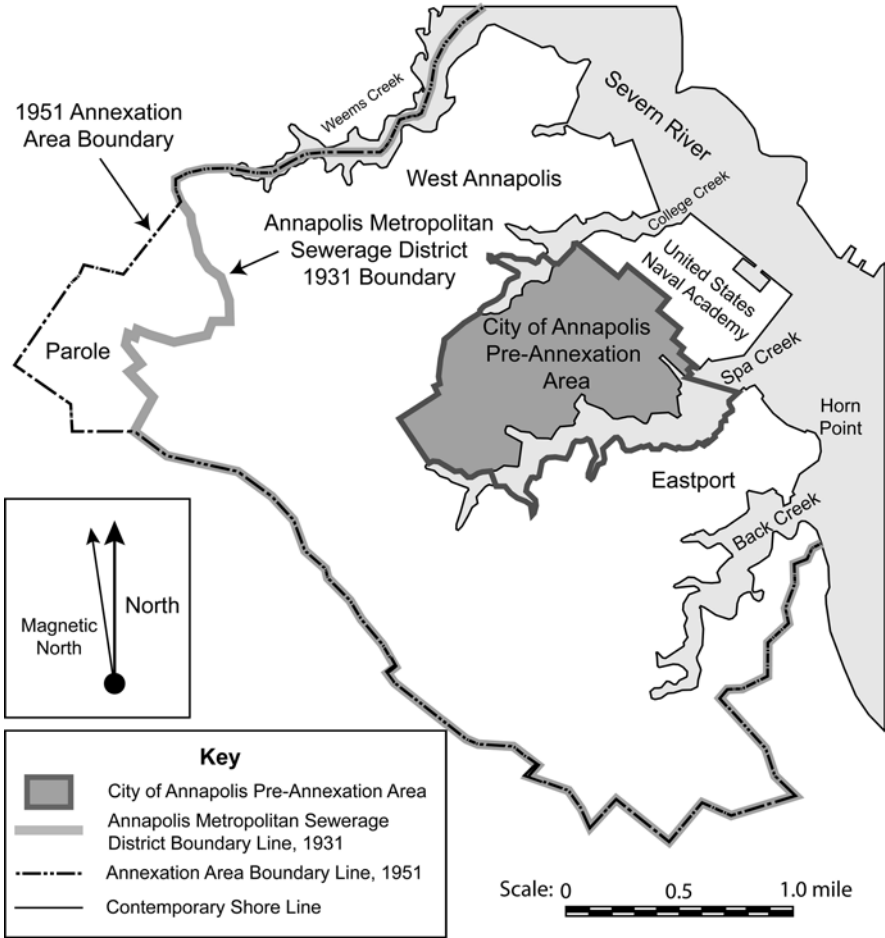 Weems Creek
Severn River
1951 Annexation
Area Boundary
West Annapolis
College Creek
Annapolis Metropolitan
Sewerage District
1931 Boundary
United States
Naval Academy
City of Annapolis
Pre-Annexation
Area
Parole
Spa Creek
Horn
Point
Eastport
Back Creek
North
Magnetic
North
Key
City of Annapolis Pre-Annexation Area
Annapolis Metropolitan Sewerage
District Boundary Line, 1931
Annexation Area Boundary Line, 1951
Contemporary Shore Line
Scale: 0 0.5 1.0 mile